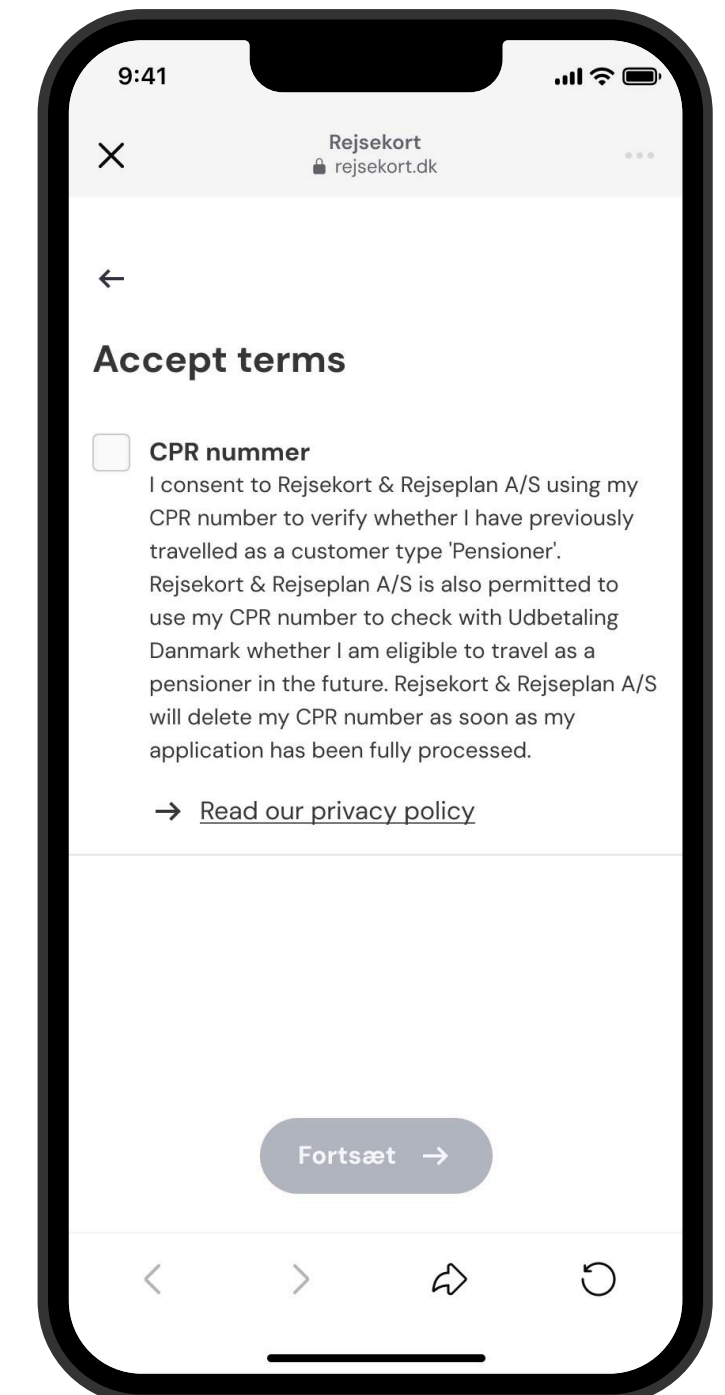 9:41
Rejsekort
rejsekort.dk
Accept terms
CPR nummer
I consent to Rejsekort & Rejseplan A/S using my
CPR number to verify whether I have previously
travelled as a customer type 'Pensioner'.
Rejsekort & Rejseplan A/S is also permitted to
use my CPR number to check with Udbetaling
Danmark whether I am eligible to travel as a
pensioner in the future. Rejsekort & Rejseplan A/S
will delete my CPR number as soon as my
application has been fully processed.
Read our privacy policy
Fortsæt